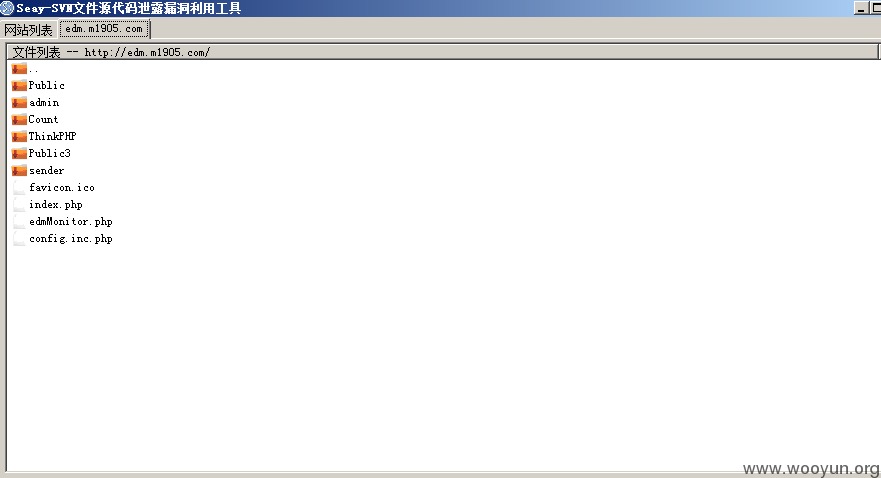 Seay-SVN文件源代码泄露漏洞利用工具
网站列表 edm.m1905.com
文件列表 -- http://edm.m1905.com/
..
Public
admin
Count
ThinkPHP
Public3
sender
favicon.ico
index.php
edmMonitor.php
config.inc.php
www.wooyun.org